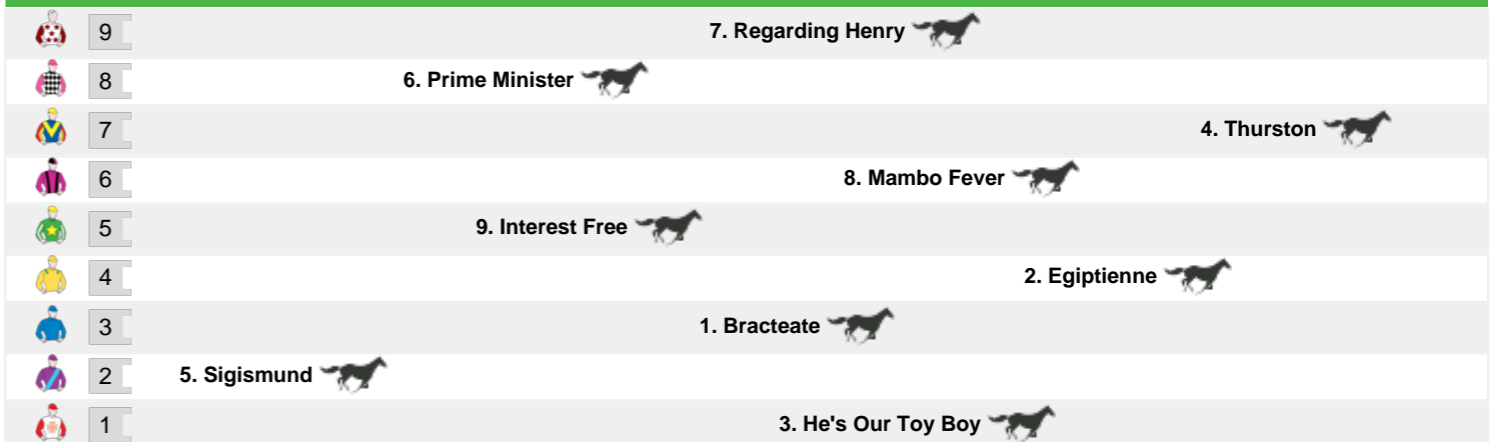 9 7. Regarding Henry
8 6. Prime Minister
7 4. Thurston
6 8. Mambo Fever
5 9. Interest Free
4 2. Egiptienne
3 1. Bracteate
2 5. Sigismund
1 3. He's Our Toy Boy